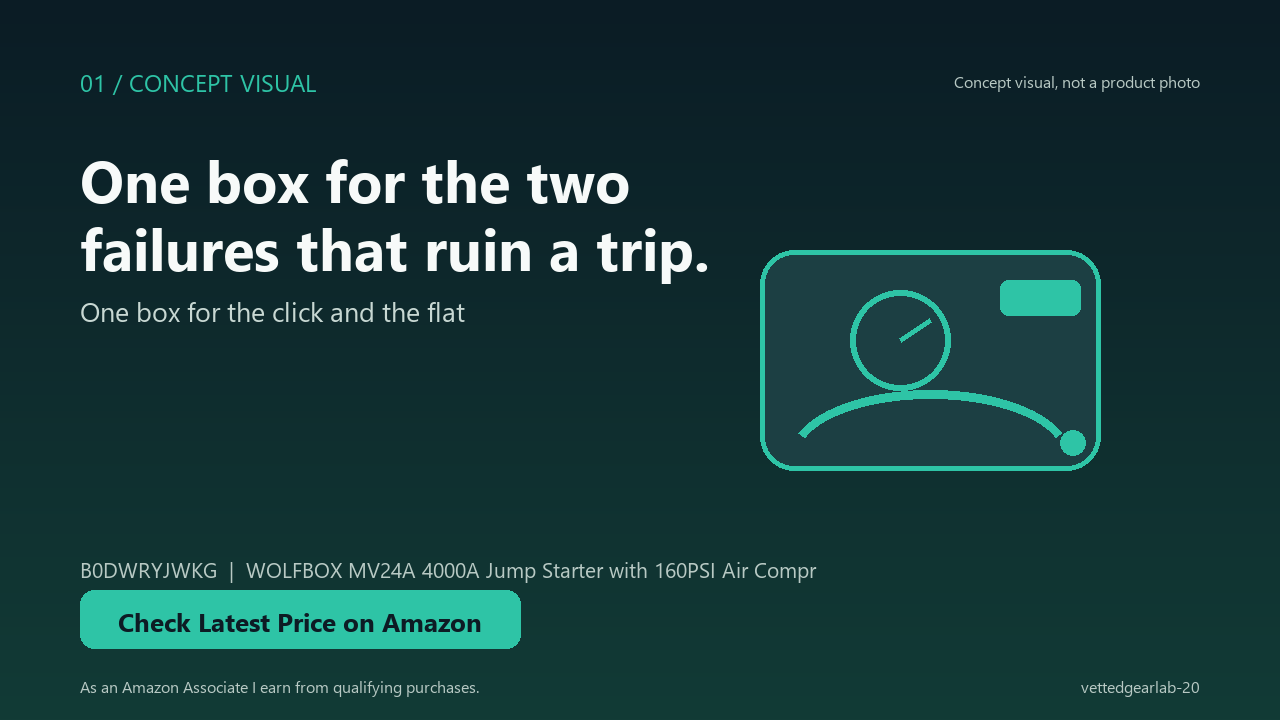 01 / CONCEPT VISUAL
Concept visual, not a product photo
One box for the two
failures that ruin a trip.
One box for the click and the flat
B0DWRYJWKG | WOLFBOX MV24A 4000A Jump Starter with 160PSI Air Compr
Check Latest Price on Amazon
As an Amazon Associate I earn from qualifying purchases.
vettedgearlab-20